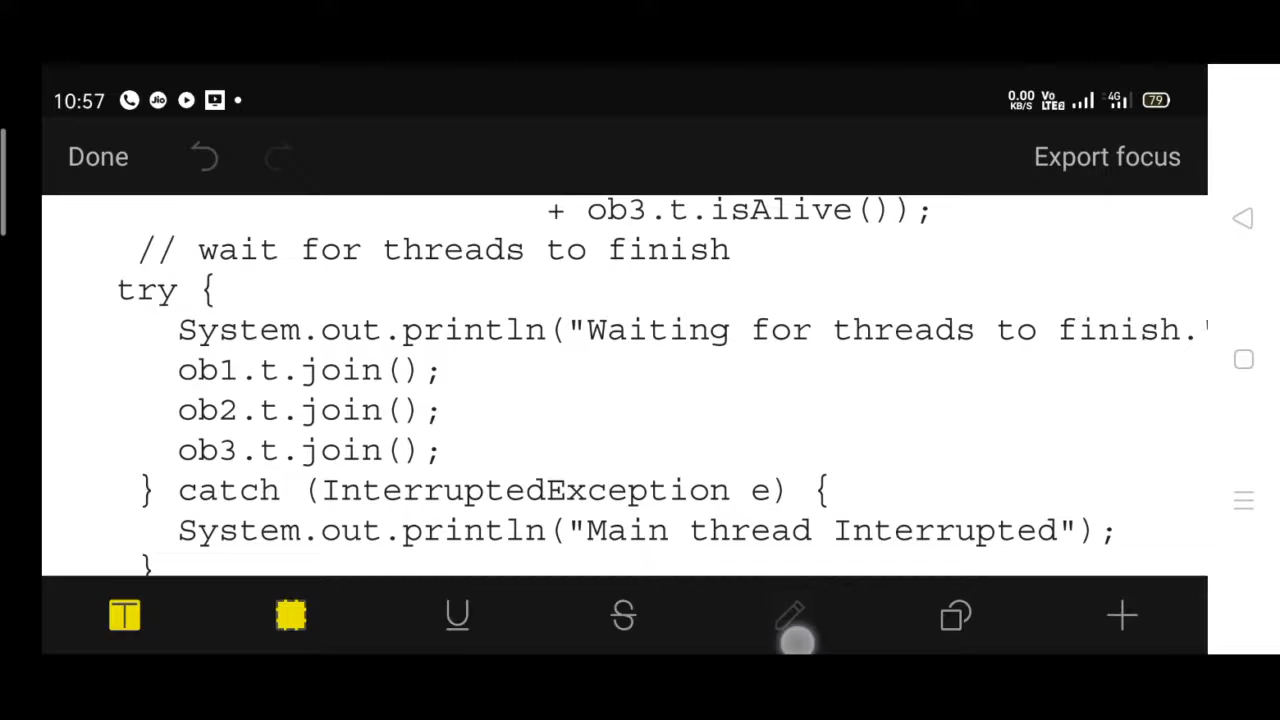 10:57 Jio 0.00 KB/S Vo LTE2 4G 79
Done Export focus
+ ob3.t.isAlive());
// wait for threads to finish
try {
System.out.println("Waiting for threads to finish."
ob1.t.join();
ob2.t.join();
ob3.t.join();
} catch (InterruptedException e) {
System.out.println("Main thread Interrupted");
}
T U S